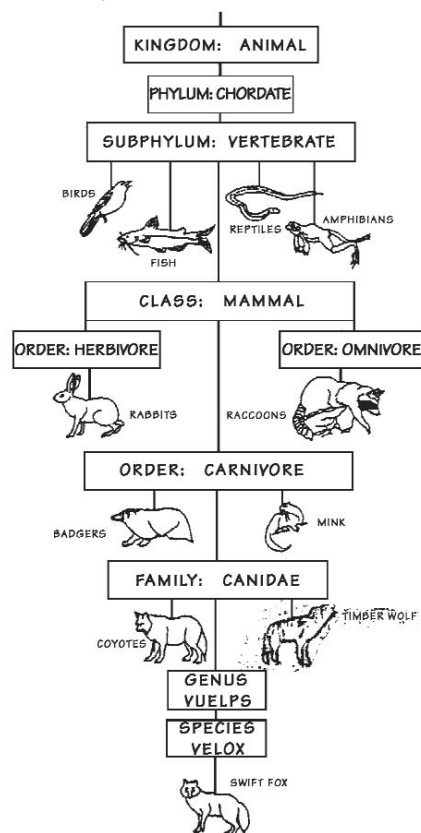 KINGDOM: ANIMAL
PHYLUM: CHORDATE
SUBPHYLUM: VERTEBRATE
BIRDS
FISH
REPTILES
AMPHIBIANS
CLASS: MAMMAL
ORDER: HERBIVORE
ORDER: OMNIVORE
RABBITS
RACCOONS
ORDER: CARNIVORE
BADGERS
MINK
FAMILY: CANIDAE
COYOTES
TIMBER WOLF
GENUS
VUELPS
SPECIES
VELOX
SWIFT FOX